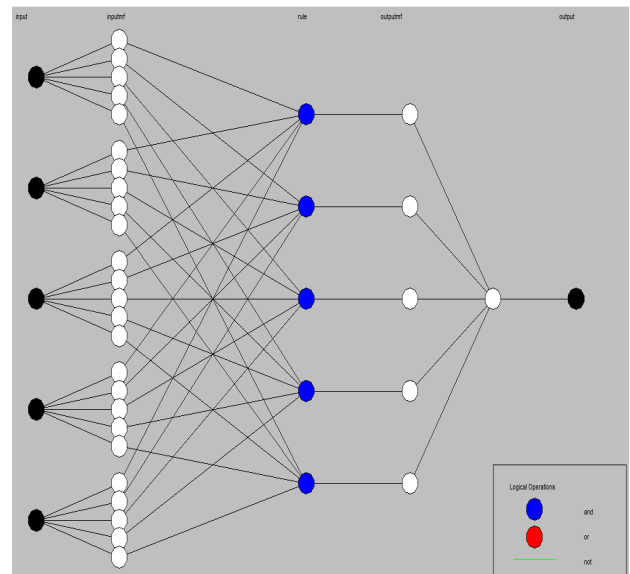 input inputmf rule outputmf output
Logical Operations
and
or
not